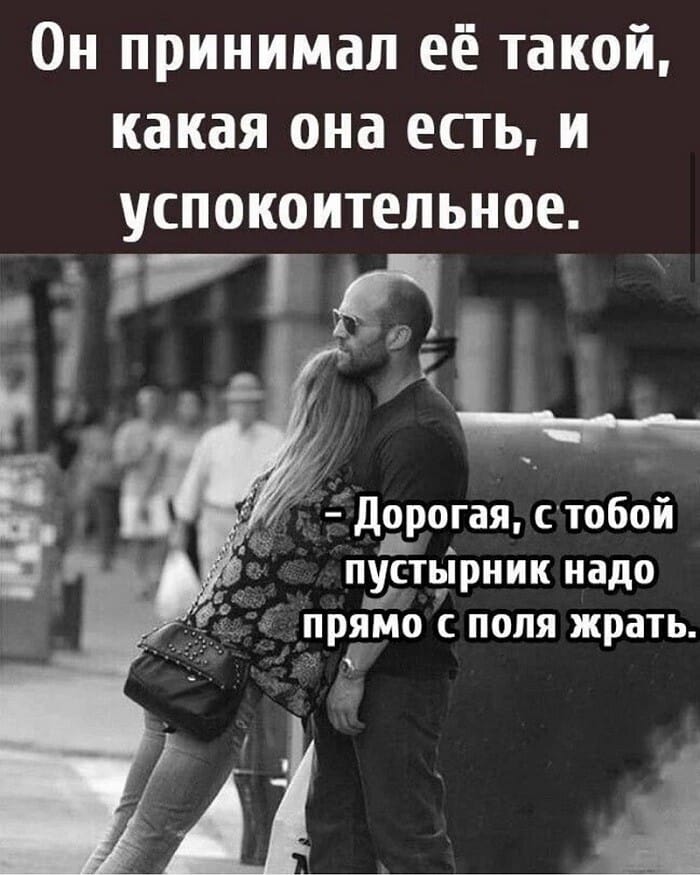 Он принимал её такой,
какая она есть, и
успокоительное.
- Дорогая, с тобой
пустырник надо
прямо с поля жрать.